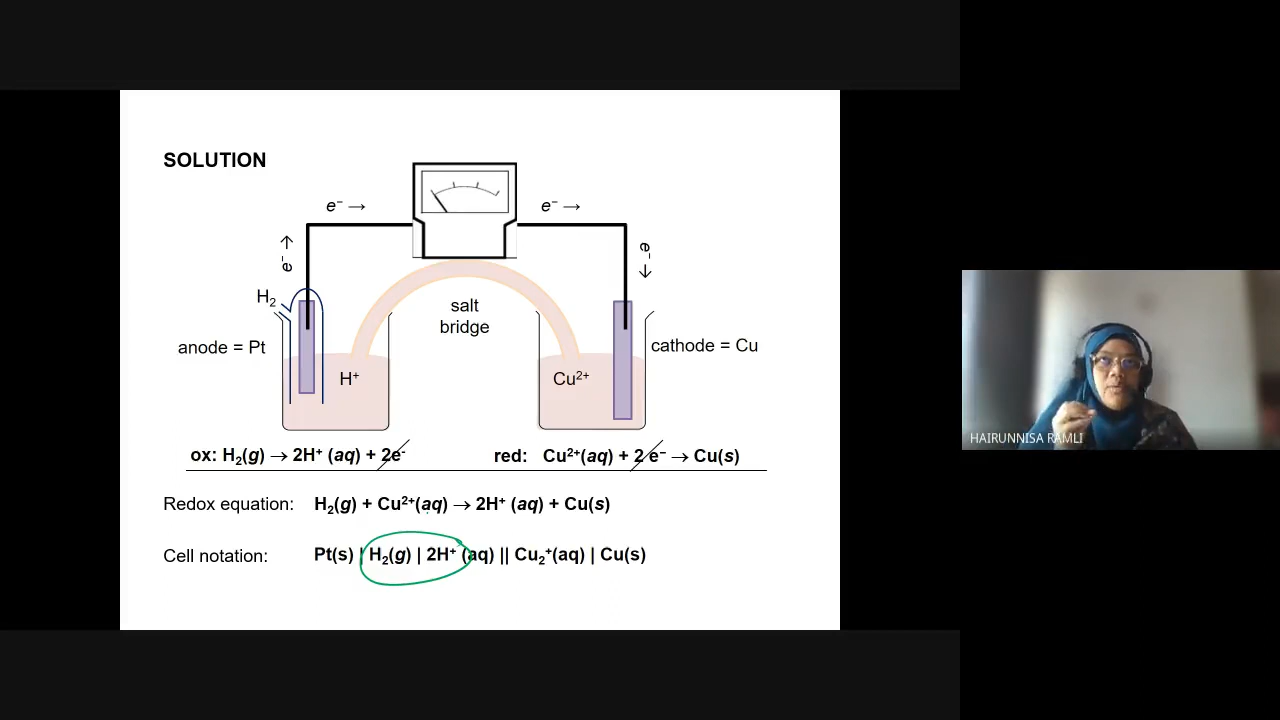 SOLUTION
e⁻ →
e⁻ →
e⁻ →
e⁻ →
H₂
salt
bridge
anode = Pt
cathode = Cu
H⁺
Cu²⁺
ox: H₂(g) → 2H⁺ (aq) + 2e⁻
red: Cu²⁺(aq) + 2 e⁻ → Cu(s)
Redox equation: H₂(g) + Cu²⁺(aq) → 2H⁺ (aq) + Cu(s)
Cell notation: Pt(s) | H₂(g) | 2H⁺ (aq) || Cu₂⁺(aq) | Cu(s)
HAIRUNNISA RAMLI